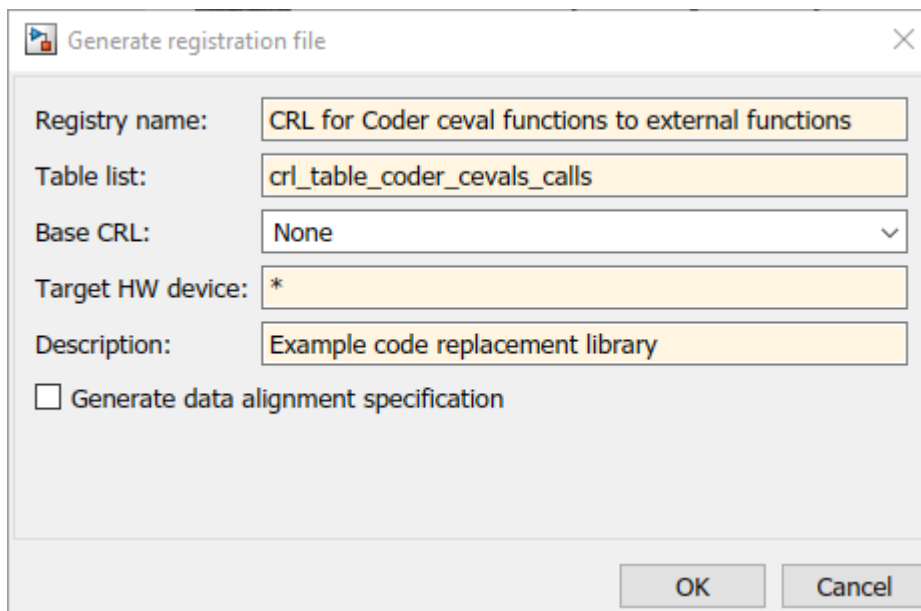 Generate registration file
Registry name: CRL for Coder ceval functions to external functions
Table list: crl_table_coder_cevals_calls
Base CRL: None
Target HW device: *
Description: Example code replacement library
Generate data alignment specification
OK Cancel